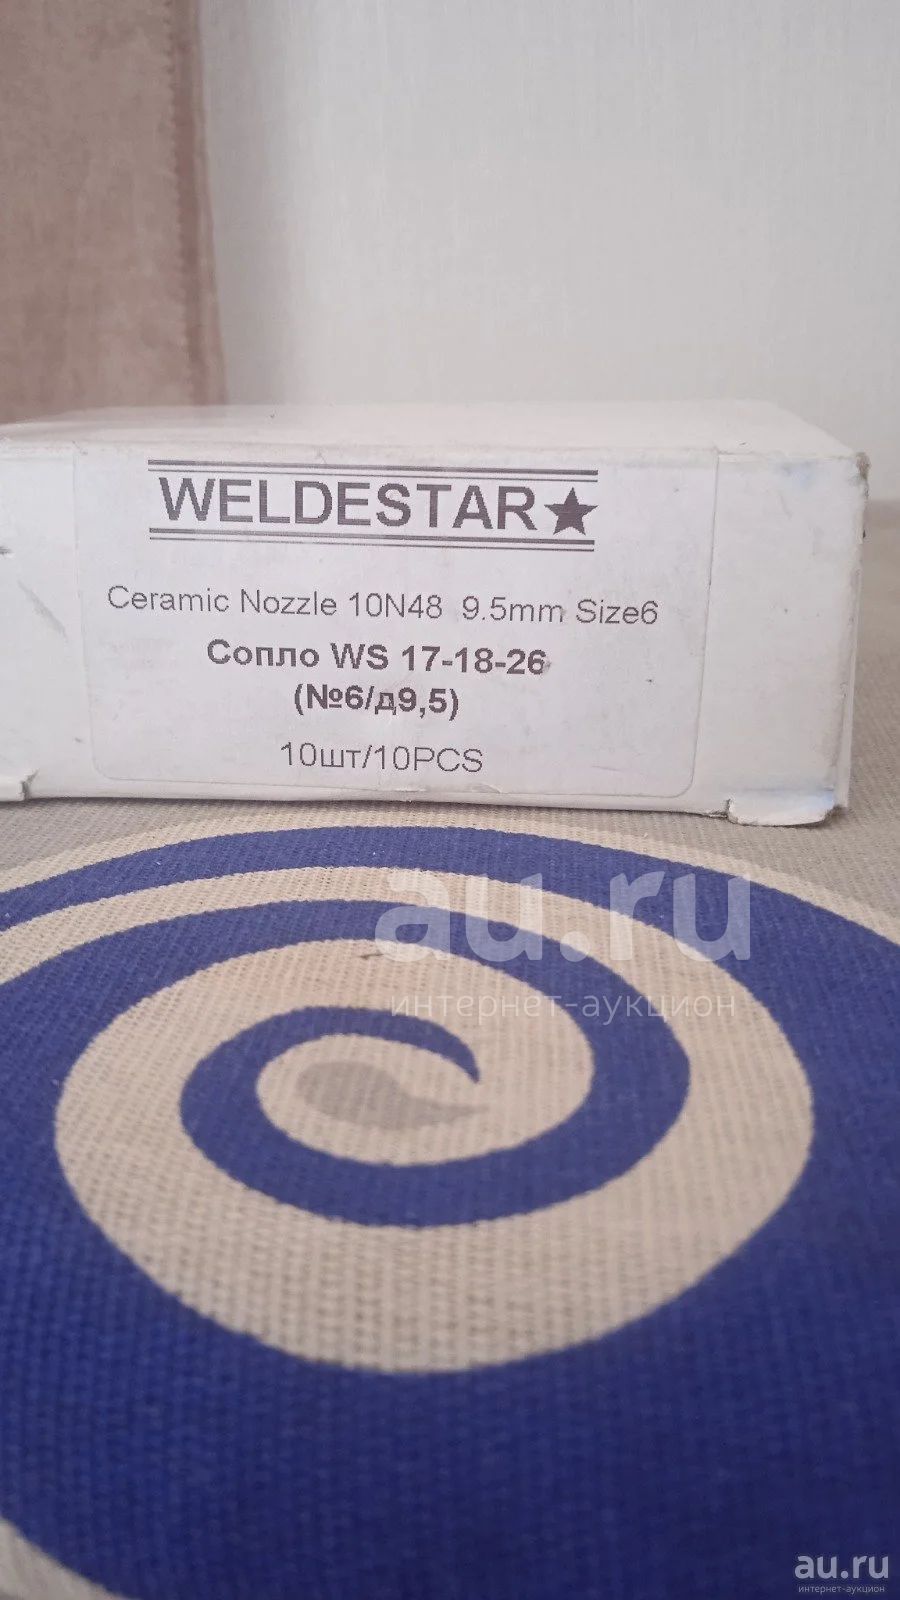 WELDESTAR★
Ceramic Nozzle 10N48 9.5mm Size6
Сопло WS 17-18-26
(№6/д9,5)
10шт/10PCS
au.ru
интернет-аукцион
au.ru
интернет-аукцион